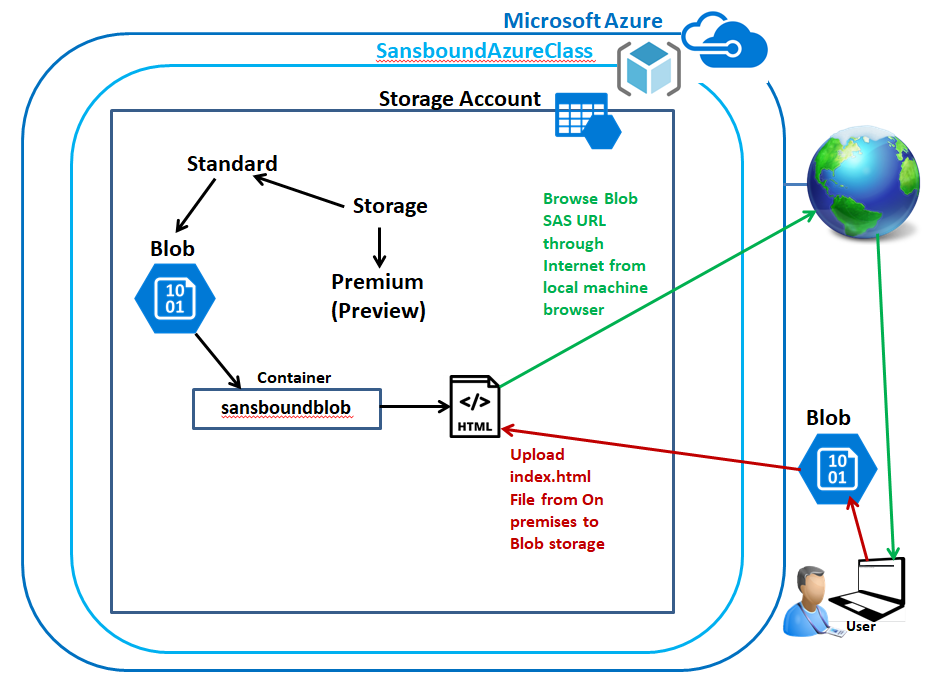 Microsoft Azure
SansboundAzureClass
Storage Account
Standard
Storage
Blob
10
01
Premium
(Preview)
Browse Blob
SAS URL
through
Internet from
local machine
browser
Container
sansboundblob
</>
HTML
Upload
index.html
File from On
premises to
Blob storage
Blob
10
01
User